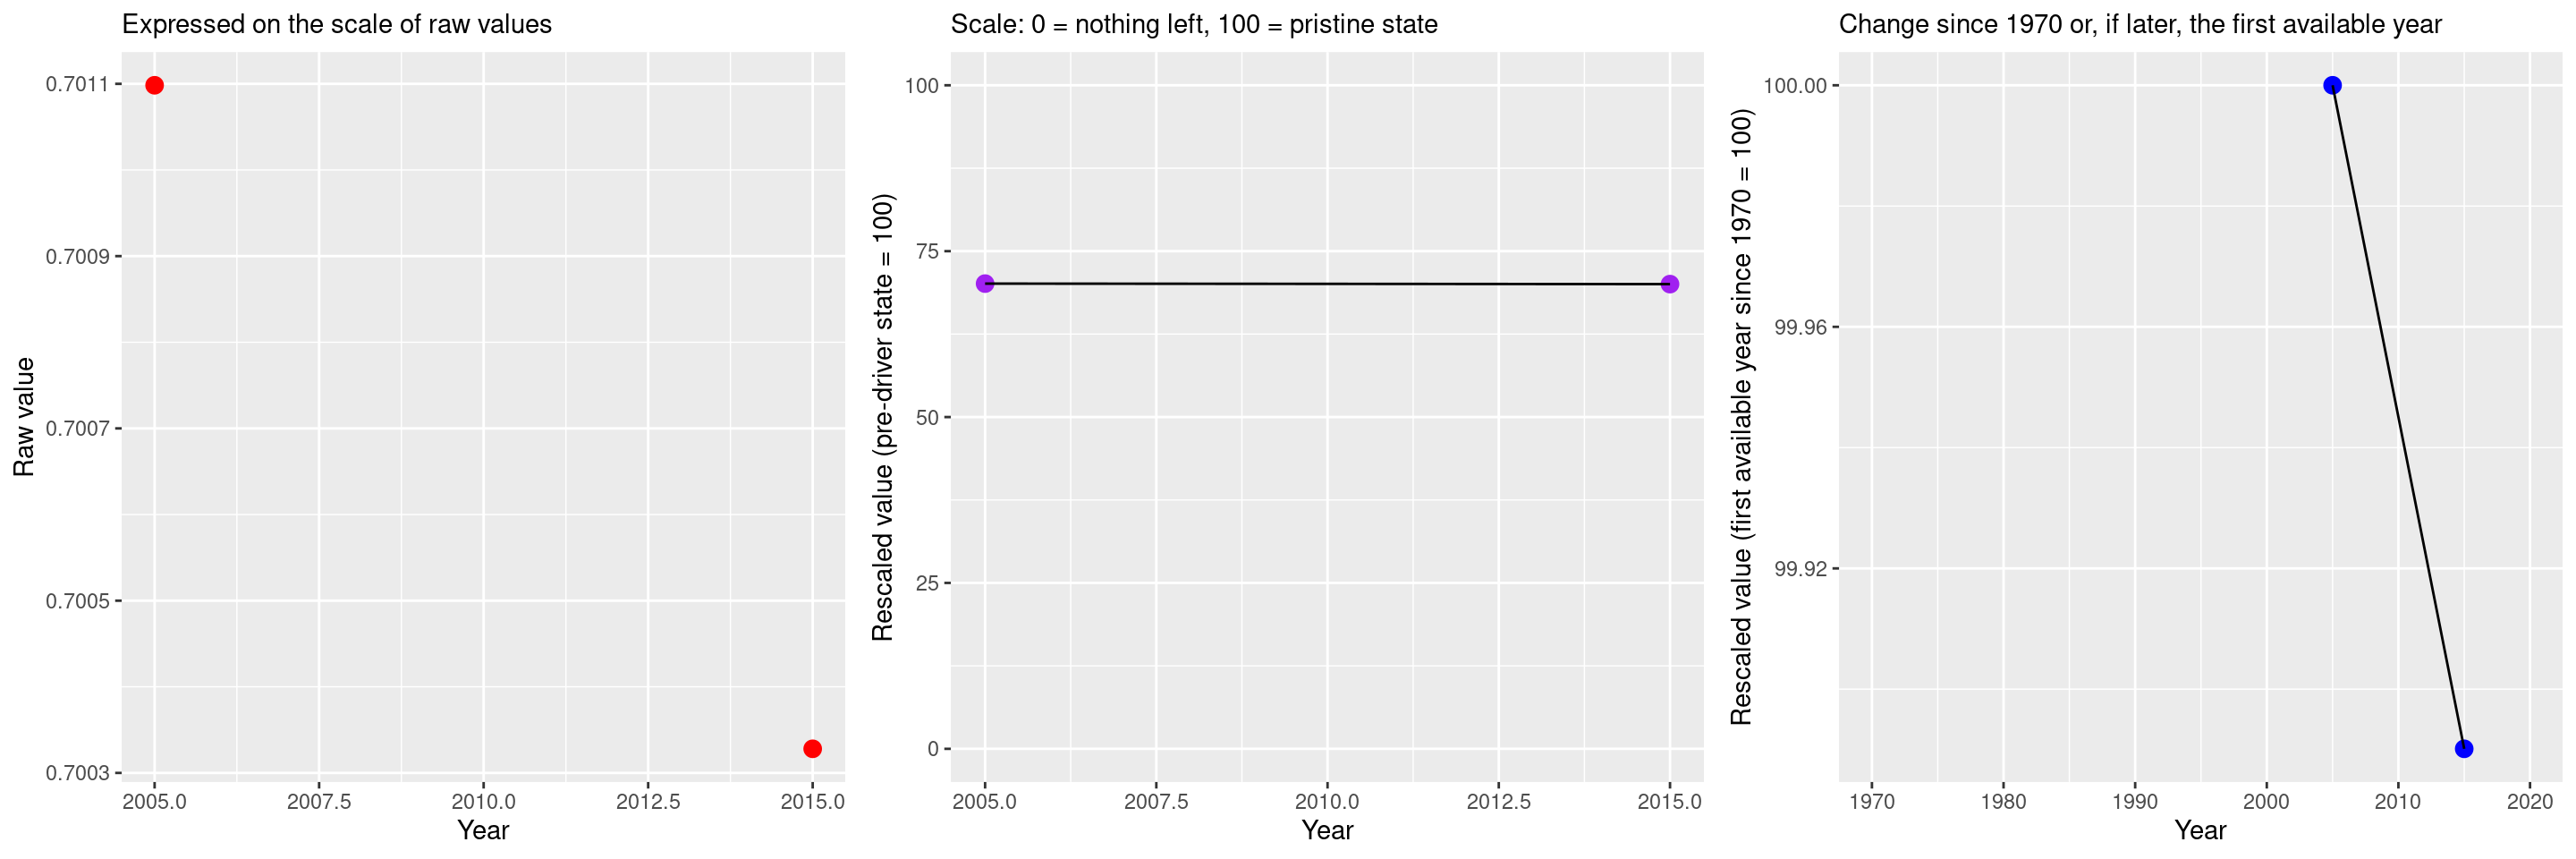 Expressed on the scale of raw values
Raw value
0.7011
0.7009
0.7007
0.7005
0.7003
2005.0 2007.5 2010.0 2012.5 2015.0
Year
Scale: 0 = nothing left, 100 = pristine state
Rescaled value (pre-driver state = 100)
100
75
50
25
0
2005.0 2007.5 2010.0 2012.5 2015.0
Year
Change since 1970 or, if later, the first available year
Rescaled value (first available year since 1970 = 100)
100.00
99.96
99.92
1970 1980 1990 2000 2010 2020
Year